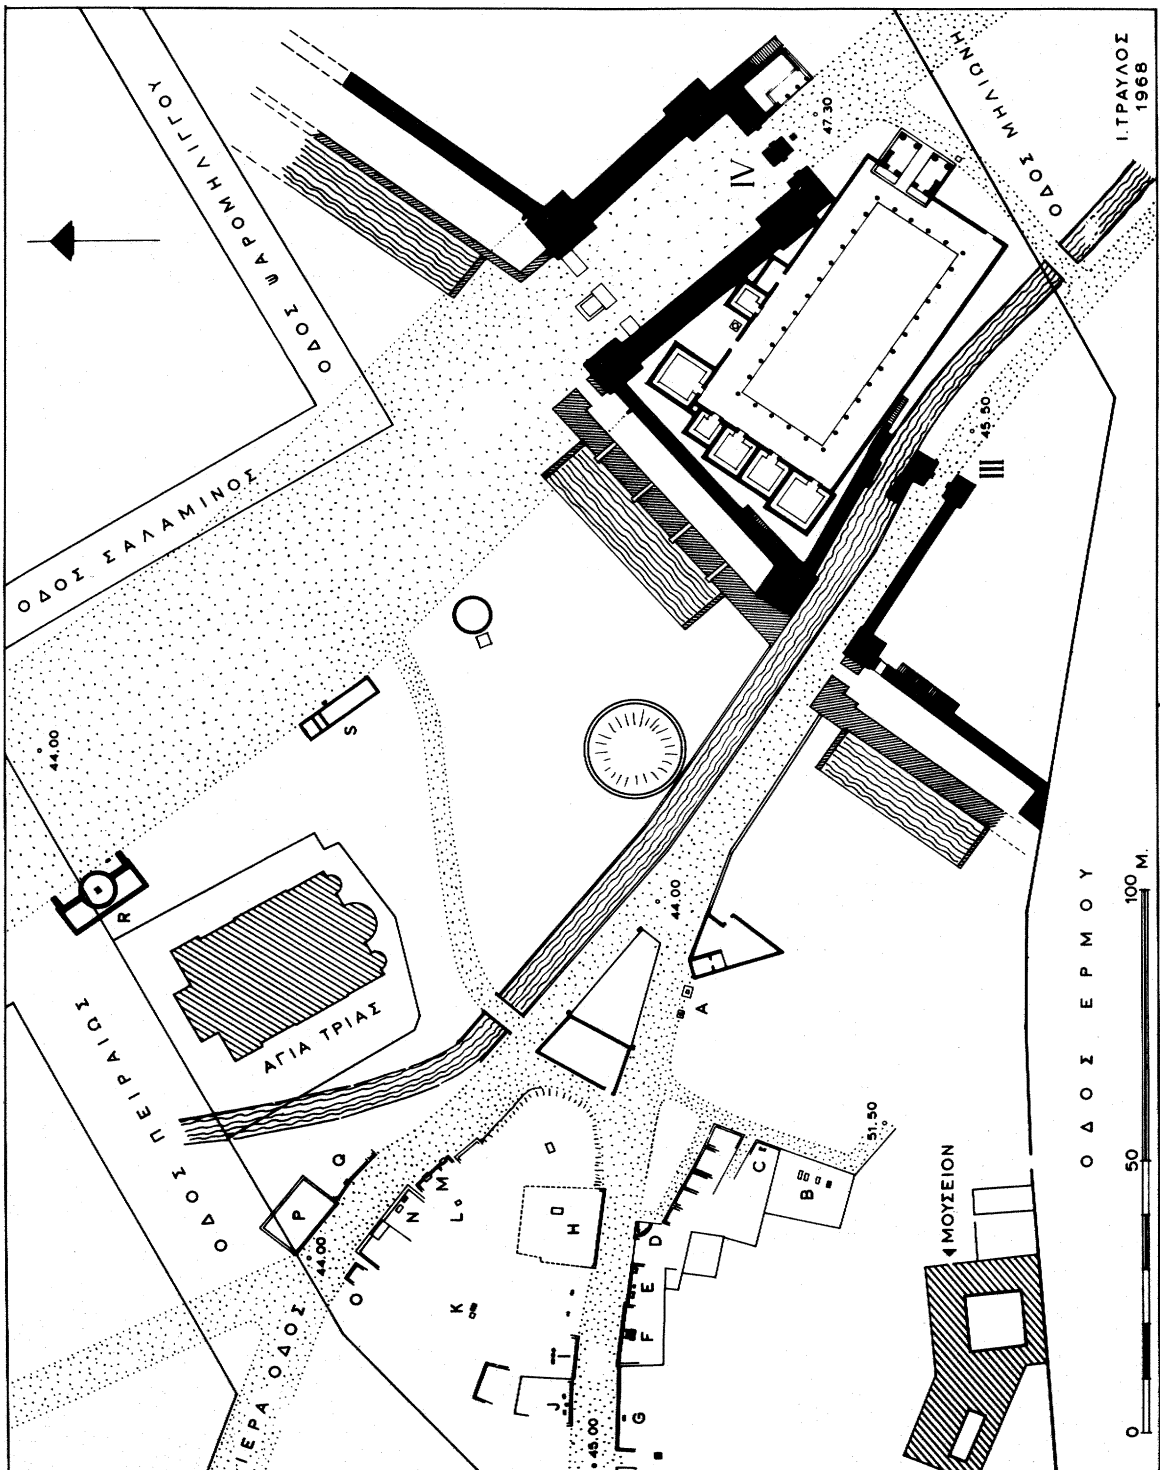 ΟΔΟΣ ΨΑΡΟΜΗΛΙΓΓΟΥ
ΟΔΟΣ ΜΗΛΙΩΝΗ
Ι.ΤΡΑΥΛΟΣ
1968
47.30
IV
ΟΔΟΣ ΣΑΛΑΜΙΝΟΣ
45.50
III
S
44.00
R
44.00
A
ΑΓΙΑ ΤΡΙΑΣ
ΟΔΟΣ ΠΕΙΡΑΙΩΣ
ΟΔΟΣ ΕΡΜΟΥ
100 Μ.
50
0
51.50
ΜΟΥΣΕΙΟΝ
Q
P
O
N
M
L
K
H
C
B
D
E
F
I
J
G
44.00
45.00
ΙΕΡΑ ΟΔΟΣ